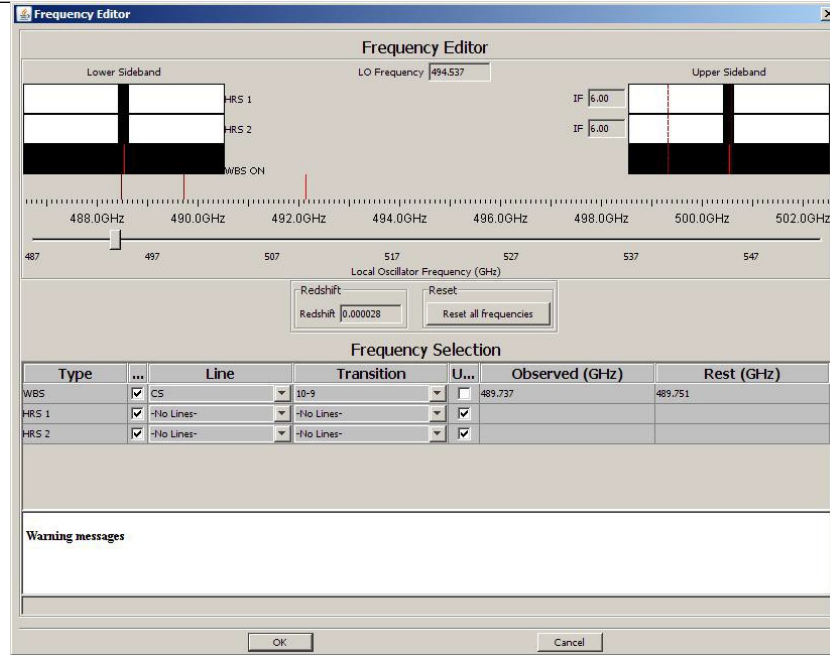 Frequency Editor
Frequency Editor
Lower Sideband
LO Frequency 494.537
Upper Sideband
HRS 1
IF 6.00
HRS 2
IF 6.00
WBS ON
488.0GHz 490.0GHz 492.0GHz 494.0GHz 496.0GHz 498.0GHz 500.0GHz 502.0GHz
487 497 507 517 527 537 547
Local Oscillator Frequency (GHz)
Redshift Reset
Redshift 0.000028 Reset all frequencies
Frequency Selection
Type ... Line Transition U... Observed (GHz) Rest (GHz)
WBS CS 10-9 489.737 489.751
HRS 1 -No Lines- -No Lines-
HRS 2 -No Lines- -No Lines-
Warning messages
OK Cancel